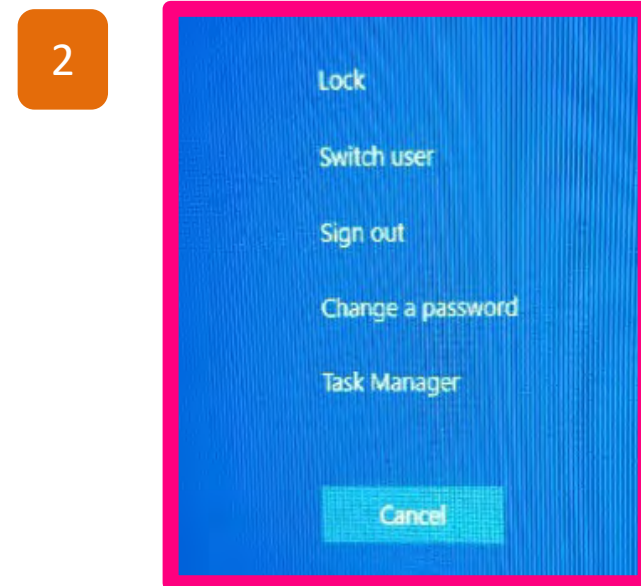 2
Lock
Switch user
Sign out
Change a password
Task Manager
Cancel